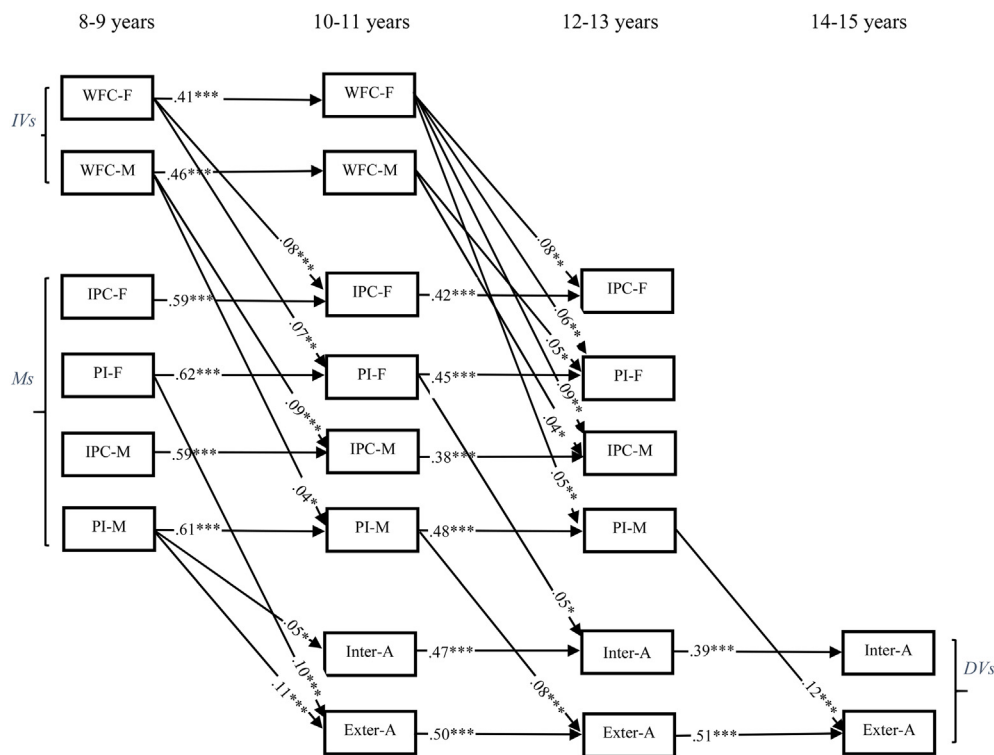 8-9 years 10-11 years 12-13 years 14-15 years
WFC-F .41*** WFC-F
IVs
WFC-M .46*** WFC-M
.08*** .08**
IPC-F .59*** IPC-F .42*** IPC-F
.07** .06**
.05*
Ms
PI-F .62*** PI-F .45*** PI-F
.09*** .09**
.04*
IPC-M .59*** IPC-M .38*** IPC-M
.04* .05**
PI-M .61*** PI-M .48*** PI-M
.05* .05*
Inter-A .47*** Inter-A .39*** Inter-A
DVs
.10*** .08*** .12***
.11***
Exter-A .50*** Exter-A .51*** Exter-A